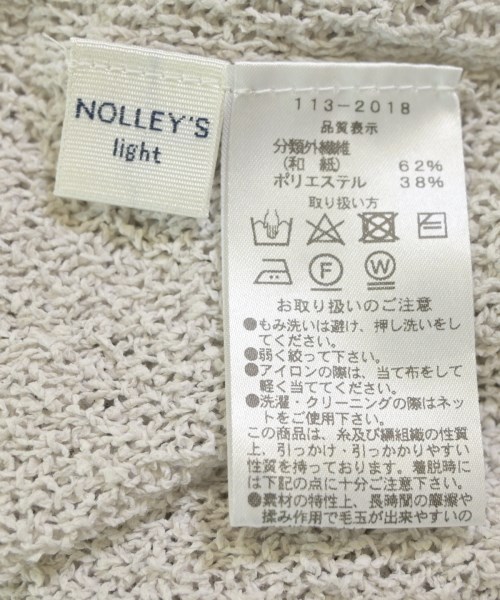 NOLLEY'S
light
113-2018
品質表示
分類外繊維
(和 紙) 62%
ポリエステル 38%
取り扱い方
F W
お取り扱いのご注意
●もみ洗いは避け、押し洗いをし
てください。
●弱く絞って下さい。
●アイロンの際は、当て布をして
軽く当ててください。
●洗濯・クリーニングの際はネッ
トをご使用下さい。
この商品は、糸及び編組織の性質
上、引っかけ・引っかかりやすい
性質を持っております。着脱時に
は下記の点に十分ご注意下さい。
●素材の特性上、長時間の摩擦や
揉み作用で毛玉が出来やすいの